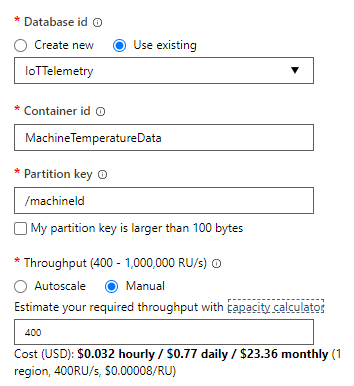 * Database id
Create new Use existing
IoTTelemetry
* Container id
MachineTemperatureData
* Partition key
/machineId
My partition key is larger than 100 bytes
* Throughput (400 - 1,000,000 RU/s)
Autoscale Manual
Estimate your required throughput with capacity calculator
400
Cost (USD): $0.032 hourly / $0.77 daily / $23.36 monthly (1
region, 400RU/s, $0.00008/RU)